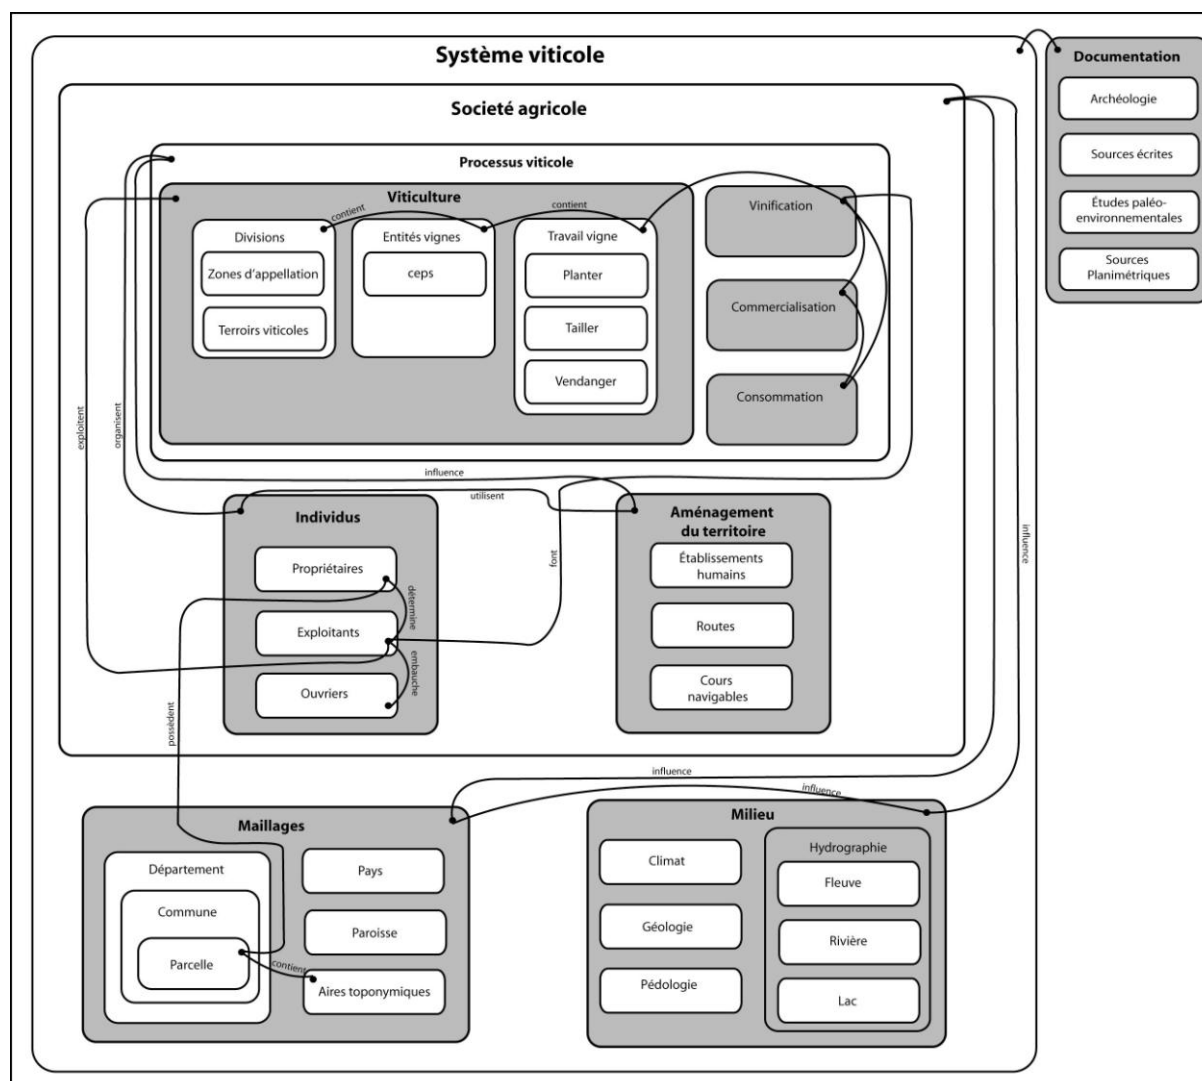 Système viticole
Societé agricole
Processus viticole
Viticulture
contient
contient
Divisions
Zones d'appellation
Terroirs viticoles
Entités vignes
ceps
Travail vigne
Planter
Tailler
Vendanger
Vinification
Commercialisation
Consommation
exploitent
organisent
influence
utilisent
font
influence
Individus
Propriétaires
détermine
Exploitants
embauche
Ouvriers
Aménagement
du territoire
Établissements
humains
Routes
Cours
navigables
possèdent
influence
influence
Maillages
Département
Commune
Parcelle
contient
Pays
Paroisse
Aires toponymiques
Milieu
Climat
Géologie
Pédologie
Hydrographie
Fleuve
Rivière
Lac
Documentation
Archéologie
Sources écrites
Études paléo-
environnementales
Sources
Planimétriques